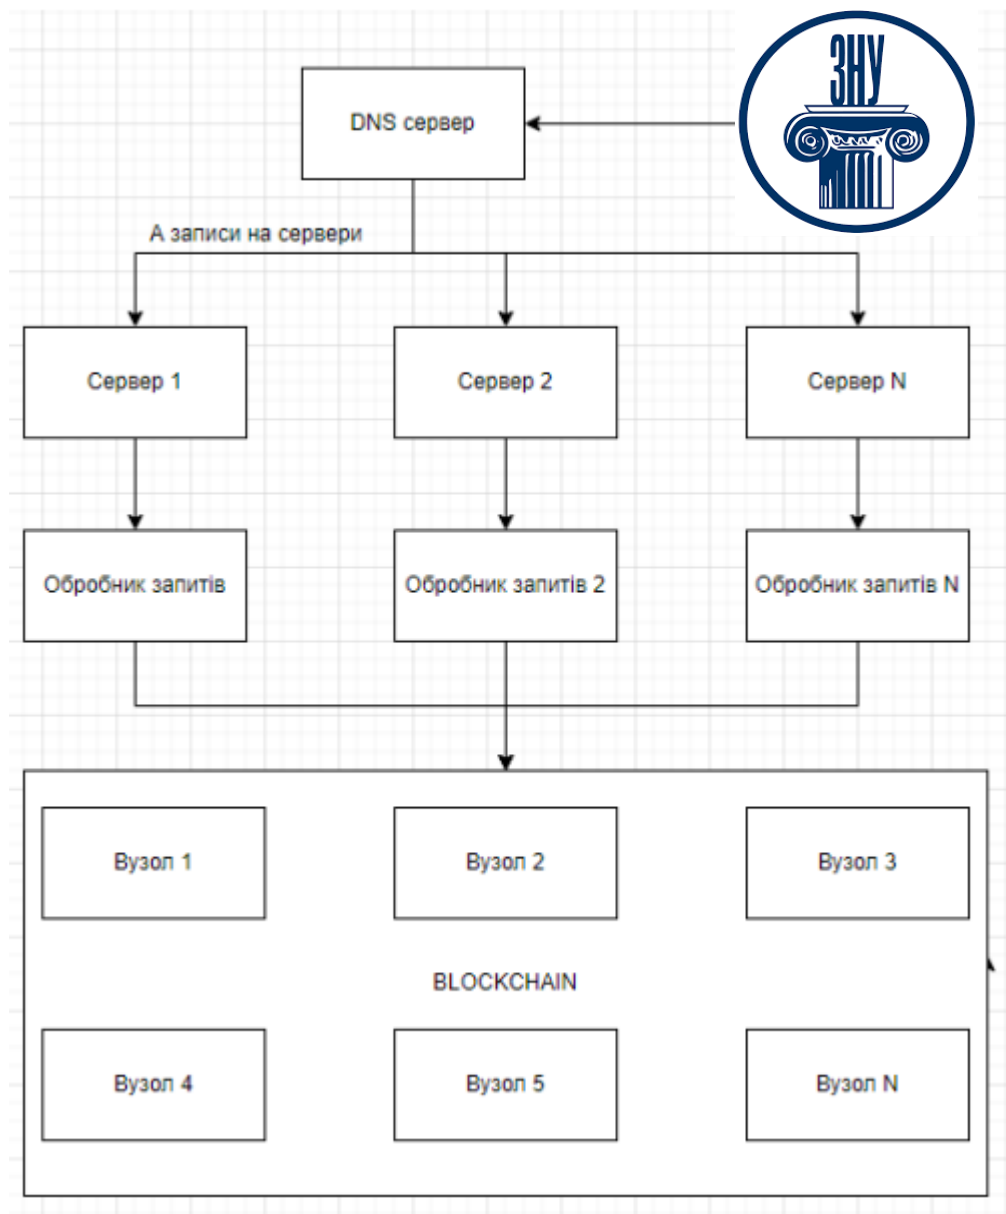 ЗНУ
DNS сервер
А записи на сервери
Сервер 1
Сервер 2
Сервер N
Обробник запитів
Обробник запитів 2
Обробник запитів N
Вузол 1
Вузол 2
Вузол 3
BLOCKCHAIN
Вузол 4
Вузол 5
Вузол N